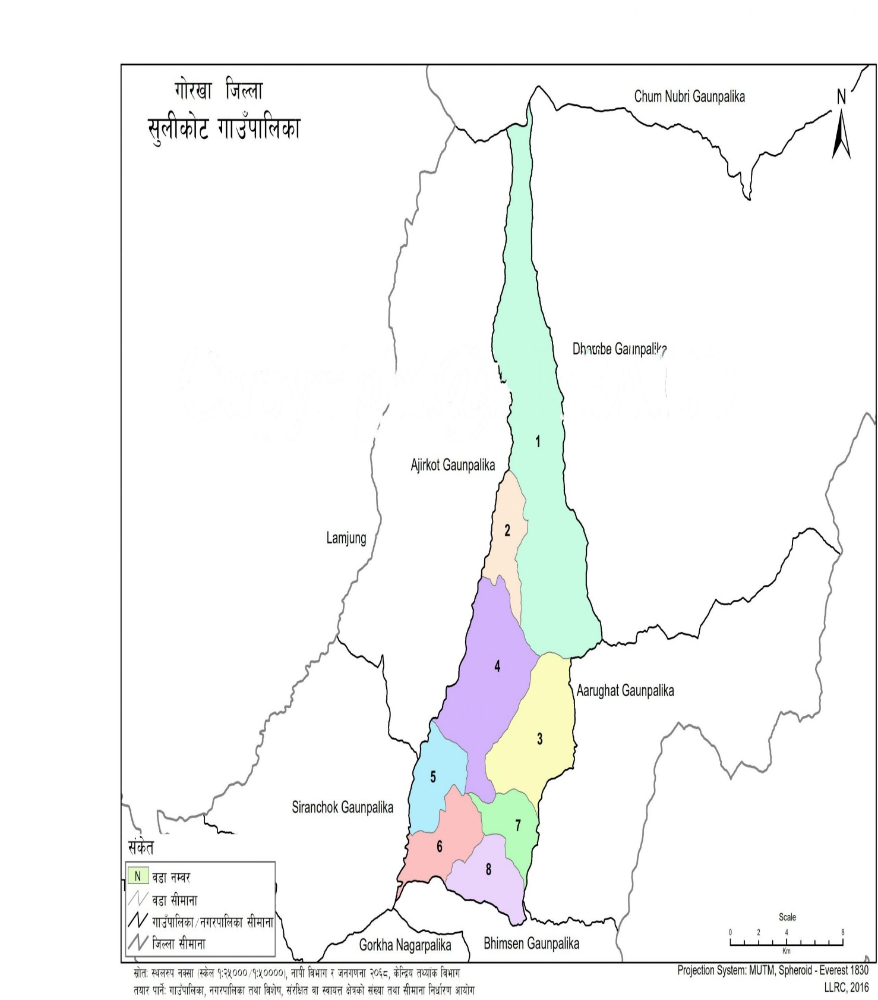 गोरखा जिल्ला
सुलीकोट गाउँपालिका
Chum Nubri Gaunpalika
N
Gaunpalika
1
Ajirkot Gaunpalika
2
Lamjung
4
Aarughat Gaunpalika
3
5
Siranchok Gaunpalika
7
6
8
संकेत
N वडा नम्वर
वडा सीमाना
गाउँपालिका/नगरपालिका सीमाना
जिल्ला सीमाना
Scale
0 2 4 8
Km
Gorkha Nagarpalika
Bhimsen Gaunpalika
स्रोतः स्थलरुप नक्सा (स्केल १:२५०००/१:५००००), नापी विभाग र जनगणना २०६८, केन्द्रिय तथ्यांक विभाग
तयार पार्नेः गाउँपालिका, नगरपालिका तथा विशेष, संरक्षित वा स्वायत्त क्षेत्रको संख्या तथा सीमाना निर्धारण आयोग
Projection System: MUTM, Spheroid - Everest 1830
LLRC, 2016